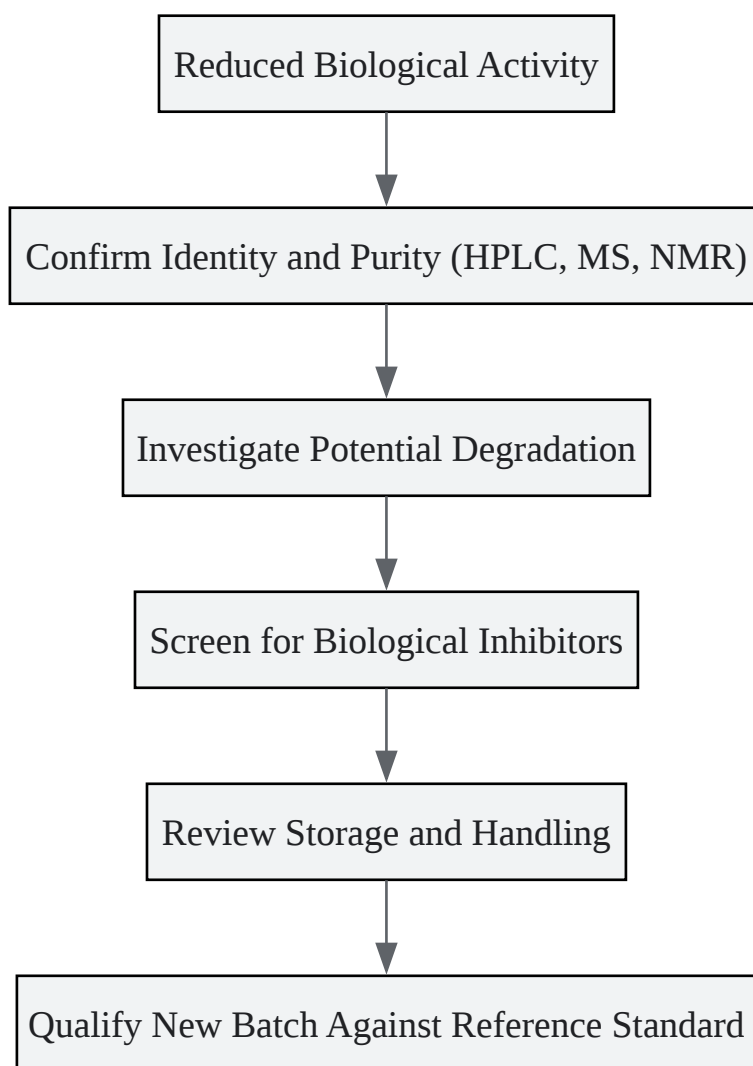 Reduced Biological Activity
Confirm Identity and Purity (HPLC, MS, NMR)
Investigate Potential Degradation
Screen for Biological Inhibitors
Review Storage and Handling
Qualify New Batch Against Reference Standard